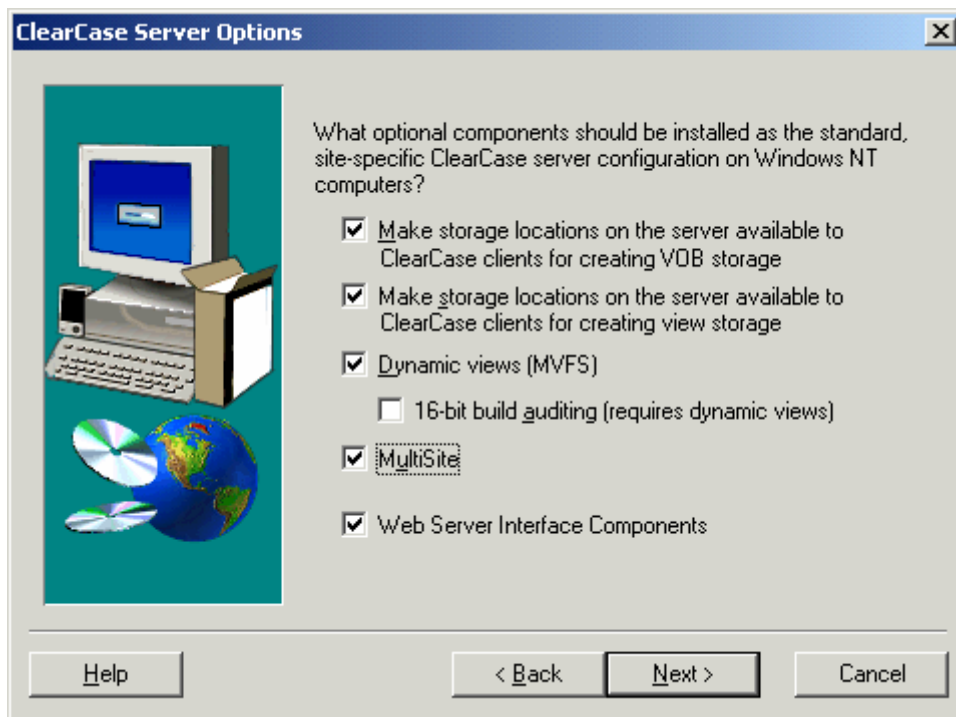 ClearCase Server Options
What optional components should be installed as the standard,
site-specific ClearCase server configuration on Windows NT
computers?
Make storage locations on the server available to
ClearCase clients for creating VOB storage
Make storage locations on the server available to
ClearCase clients for creating view storage
Dynamic views (MVFS)
16-bit build auditing (requires dynamic views)
MultiSite
Web Server Interface Components
Help
< Back
Next >
Cancel